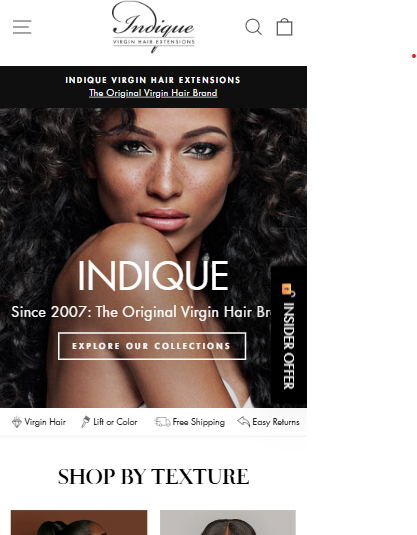 Indique
VIRGIN HAIR EXTENSIONS
INDIQUE VIRGIN HAIR EXTENSIONS
The Original Virgin Hair Brand
INDIQUE
Since 2007: The Original Virgin Hair Br
EXPLORE OUR COLLECTIONS
INSIDER OFFER
Virgin Hair
Lift or Color
Free Shipping
Easy Returns
SHOP BY TEXTURE